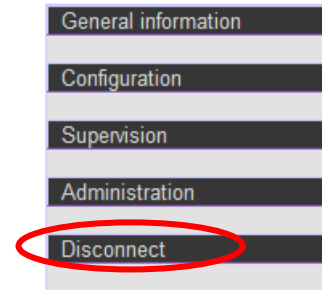 General information
Configuration
Supervision
Administration
Disconnect